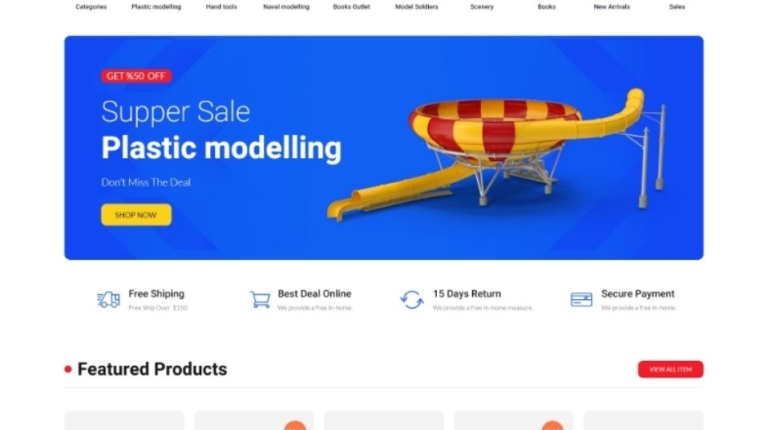 Categories Plastic modelling Hand tools Naval modelling Books Outlet Model Soldiers Scenery Books New Arrivals Sales
GET %50 OFF
Supper Sale
Plastic modelling
Don't Miss The Deal
SHOP NOW
Free Shiping Best Deal Online 15 Days Return Secure Payment
Free Ship Over $150 We provide a free in-home. We provide a free in-home measure. We provide a free in-home.
Featured Products
VIEW ALL ITEM